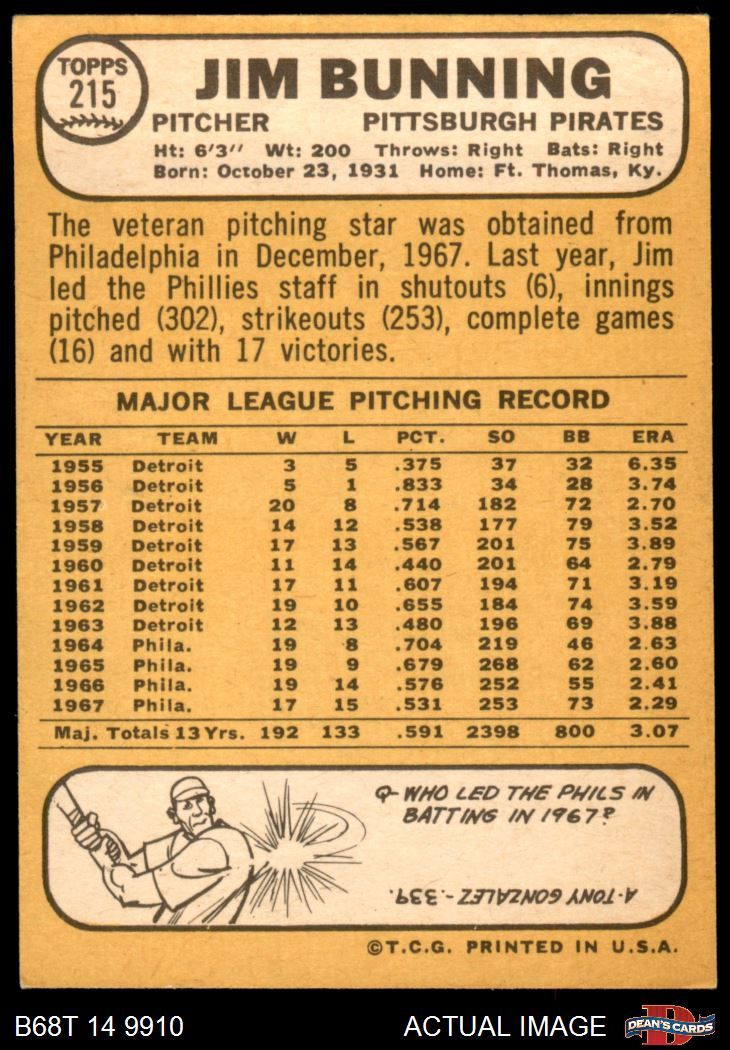 TOPPS
215
JIM BUNNING
PITCHER PITTSBURGH PIRATES
Ht: 6'3" Wt: 200 Throws: Right Bats: Right
Born: October 23, 1931 Home: Ft. Thomas, Ky.
The veteran pitching star was obtained from
Philadelphia in December, 1967. Last year, Jim
led the Phillies staff in shutouts (6), innings
pitched (302), strikeouts (253), complete games
(16) and with 17 victories.
MAJOR LEAGUE PITCHING RECORD
YEAR TEAM W L PCT. SO BB ERA
1955 Detroit 3 5 .375 37 32 6.35
1956 Detroit 5 1 .833 34 28 3.74
1957 Detroit 20 8 .714 182 72 2.70
1958 Detroit 14 12 .538 177 79 3.52
1959 Detroit 17 13 .567 201 75 3.89
1960 Detroit 11 14 .440 201 64 2.79
1961 Detroit 17 11 .607 194 71 3.19
1962 Detroit 19 10 .655 184 74 3.59
1963 Detroit 12 13 .480 196 69 3.88
1964 Phila. 19 8 .704 219 46 2.63
1965 Phila. 19 9 .679 268 62 2.60
1966 Phila. 19 14 .576 252 55 2.41
1967 Phila. 17 15 .531 253 73 2.29
Maj. Totals 13 Yrs. 192 133 .591 2398 800 3.07
Q- WHO LED THE PHILS IN
BATTING IN 1967?
A-TONY GONZALEZ-.339.
©T.C.G. PRINTED IN U.S.A.
B68T 14 9910 ACTUAL IMAGE
D
DEAN'S CARDS